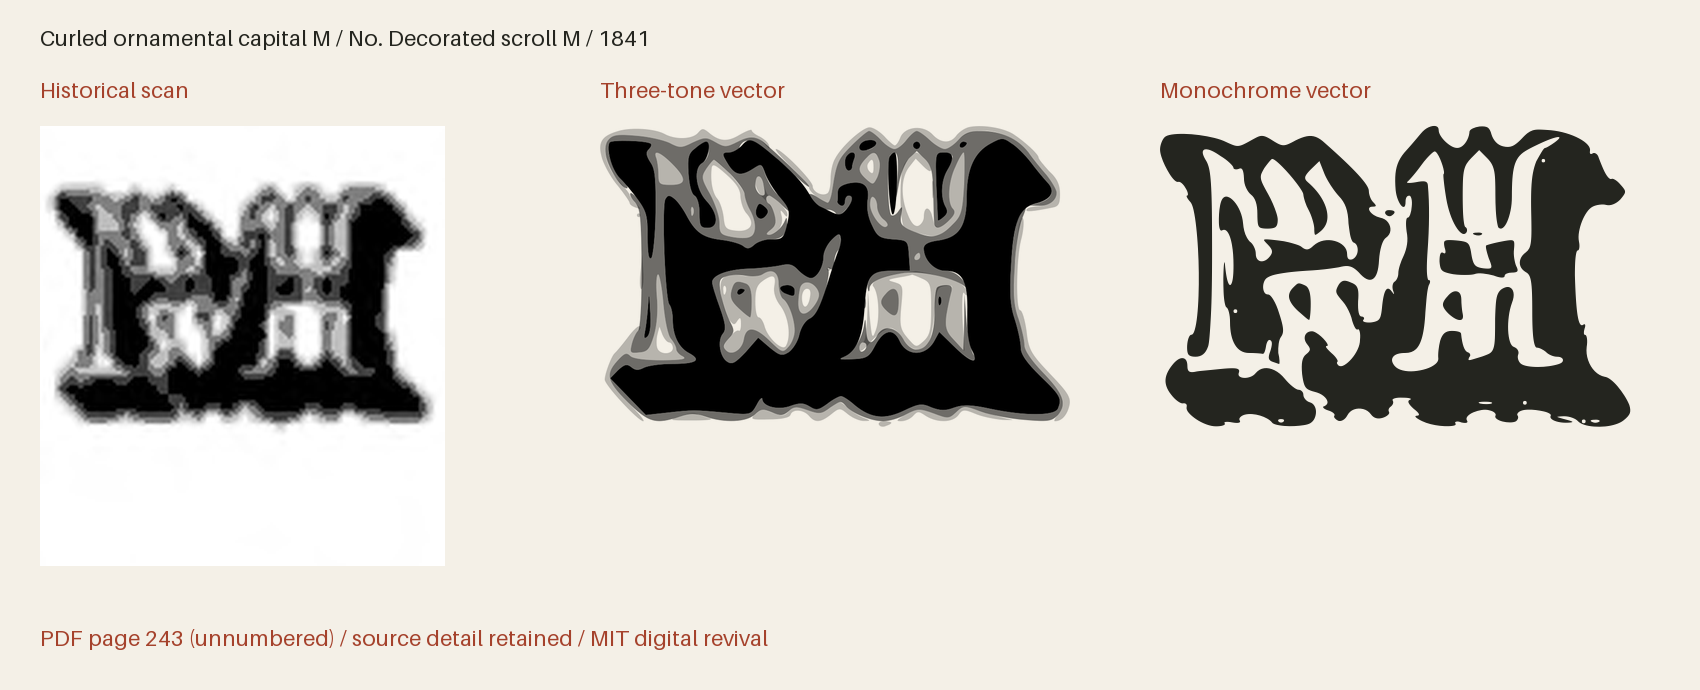 Curled ornamental capital M / No. Decorated scroll M / 1841
Historical scan
Three-tone vector
Monochrome vector
M
M
M
PDF page 243 (unnumbered) / source detail retained / MIT digital revival